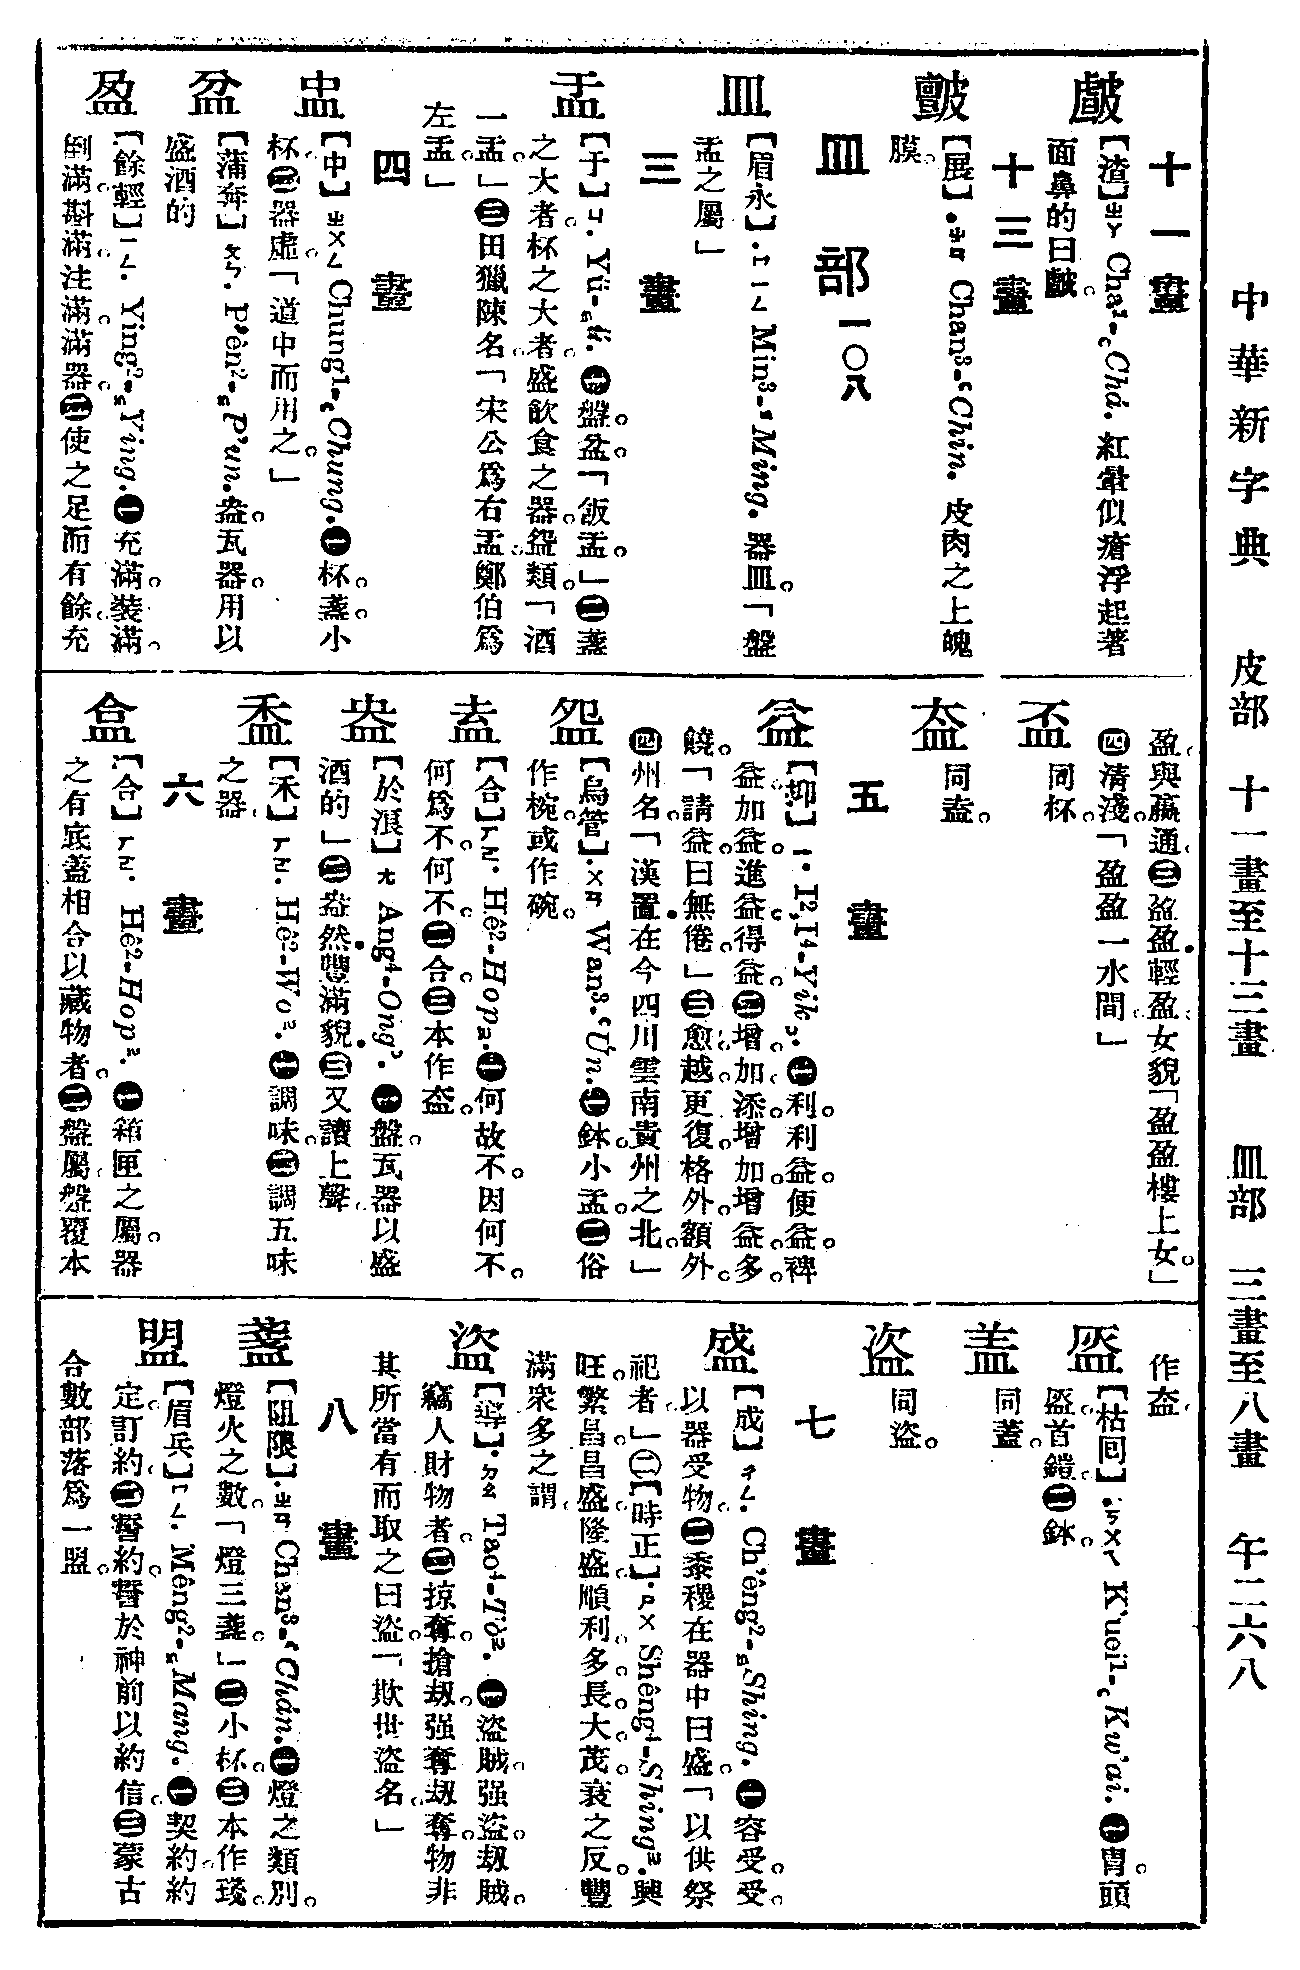 中華新字典　皮部　十一畫至十三畫　皿部　三畫至八畫　午二六八
十一畫
皻
【渣】ㄓㄚ Cha¹-꜀Chá. 紅暈似瘡浮起著
面鼻的曰皻。
十三畫
皽
【展】ㄓㄢ Chan³-ʿChin. 皮肉之上魄
膜。
皿部 一〇八
皿
【眉永】ㄇㄧㄥ Min³-Ming. 器皿。「盤
盂之屬」
三畫
盂
【于】ㄩ. Yü-ü. ㊀盤。盆。「飯盂。」㊁盞
之大者。杯之大者。盛飲食之器。盌類。「酒
一盂。」㊂田獵陳名。「宋公爲右盂。鄭伯爲
左盂。」
四畫
盅
【中】ㄓㄨㄥ Chung¹-꜀Chung. ㊀杯。盞。小
杯。㊁器虛。「道中而用之。」
盆
【蒲奔】ㄆㄣ. P'ên²-P'un. 盎。瓦器。用以
盛酒的
盈
【餘輕】ㄧㄥ. Ying²-Ying. ㊀充滿。裝滿。
倒滿。斟滿。注滿。滿器。㊁使之足而有餘。充
盈。與贏通。㊂盈盈。輕盈。女貌。「盈盈樓上女。」
㊃清淺。「盈盈一水間。」
盃
同杯。
盇
同盍。
五畫
益
【抑】ㄧ. I²,I⁴-Yik. ㊀利。利益。便益。裨
益。加益。進益。得益。㊁增加。添。增加。增益。多。
饒。「請益。曰無倦。」㊂愈。越。更。復。格外。額外。
㊃州名。「漢置。在今四川雲南貴州之北。」
盌
【烏管】ㄨㄢ Wan³. ʿUn. ㊀鉢。小盂。㊁俗
作椀。或作碗。
盍
【合】ㄏㄜ. Hê²-Hop. ㊀何故不。因何不。
何爲不。何不。㊁合。㊂本作盇。
盎
【於浪】ㄤ Ang⁴-Ong. ㊀盤。瓦器以盛
酒的」㊁盎然。豐滿貌。㊂又讀上聲。
盉
【禾】ㄏㄜ. Hê²-Wo. ㊀調味。㊁調五味
之器。
六畫
盒
【合】ㄏㄜ. Hê²-Hop. ㊀箱匣之屬。器
之有底蓋相合以藏物者。㊁盤屬。盤覆。本
作盇。
盔
【枯囘】ㄎㄨㄟ K'uei¹-꜀Kw'ai. ㊀冑。頭
盔。首鎧。㊁鉢。
盖
同蓋。
盗
同盜。
七畫
盛
【成】ㄔㄥ. Ch'êng²-Shing. ㊀容受。受。
以器受物。㊁黍稷在器中曰盛。「以供祭
祀者」㊂【時正】ㄕㄨ Shêng⁴-Shing. 興
旺。繁昌。昌盛。隆盛。順利。多。長。大。茂。衰之反。豐
滿。衆多之謂。
盜
【導】ㄉㄠ Tao⁴-Tò. ㊀盜賊。强盜。刼賊。
竊人財物者。㊁掠奪。搶刼。强奪。刼奪。物非
其所當有而取之曰盜。「欺世盜名。」
八畫
盞
【阻限】ㄓㄢ Chan³-ʿChán. ㊀燈之類別。
燈火之數。「燈三盞。」㊁小杯。㊂本作琖。
盟
【眉兵】ㄇㄥ. Mêng²-Mang. ㊀契約。約
定。訂約。㊁誓約。誓於神前以約信。㊂蒙古
合數部落爲一盟。